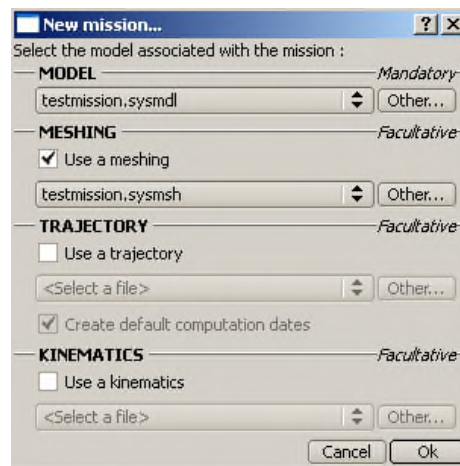 New mission...
Select the model associated with the mission :
MODEL Mandatory
testmission.sysmdl Other...
MESHING Facultative
Use a meshing
testmission.sysmsh Other...
TRAJECTORY Facultative
Use a trajectory
<Select a file> Other...
Create default computation dates
KINEMATICS Facultative
Use a kinematics
<Select a file> Other...
Cancel Ok